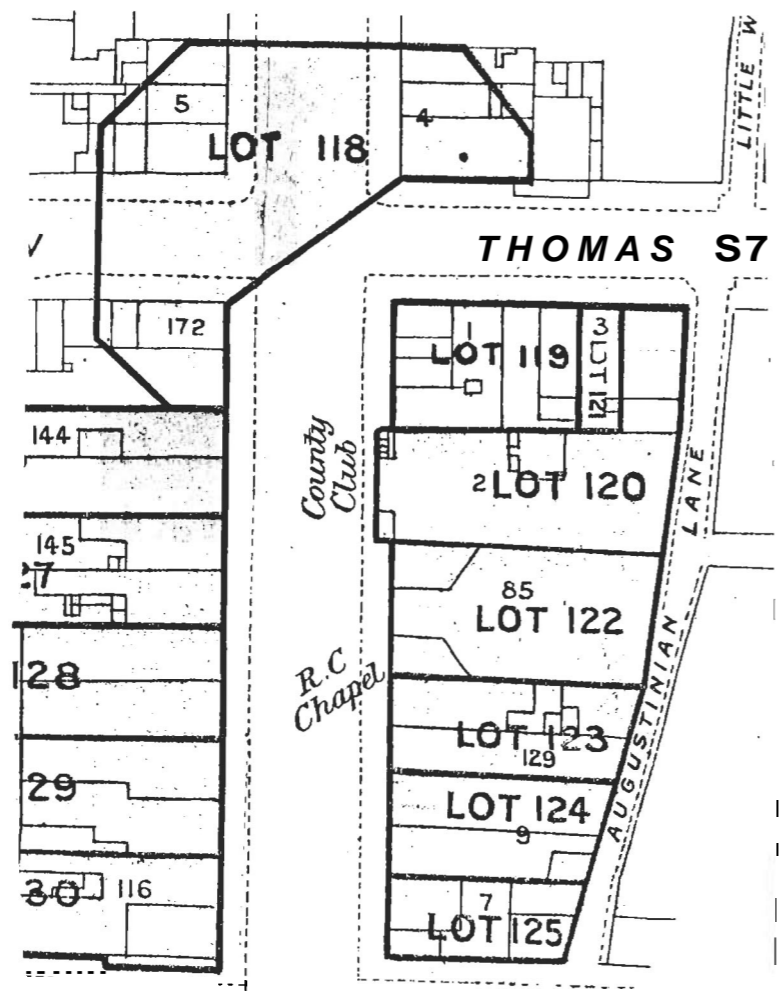 LITTLE W
5
4
LOT 118
THOMAS S7
172
1
3
LOT 119
LOT 121
144
County
Club
2 LOT 120
LANE
145
27
85
LOT 122
128
R.C
Chapel
AUGUSTINIAN
LOT 123
129
29
LOT 124
9
30
116
7
LOT 125